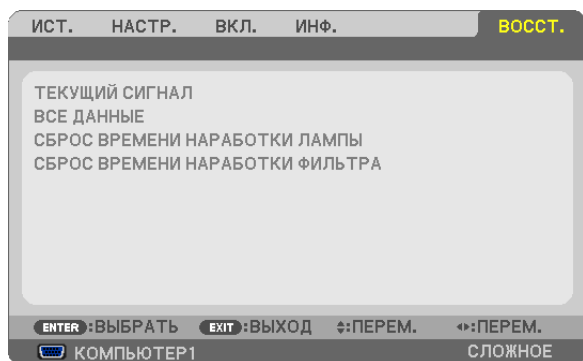 ИСТ. НАСТР. ВКЛ. ИНФ. ВОССТ.
ТЕКУЩИЙ СИГНАЛ
ВСЕ ДАННЫЕ
СБРОС ВРЕМЕНИ НАРАБОТКИ ЛАМПЫ
СБРОС ВРЕМЕНИ НАРАБОТКИ ФИЛЬТРА
ENTER :ВЫБРАТЬ EXIT :ВЫХОД :ПЕРЕМ. :ПЕРЕМ.
КОМПЬЮТЕР1 СЛОЖНОЕ